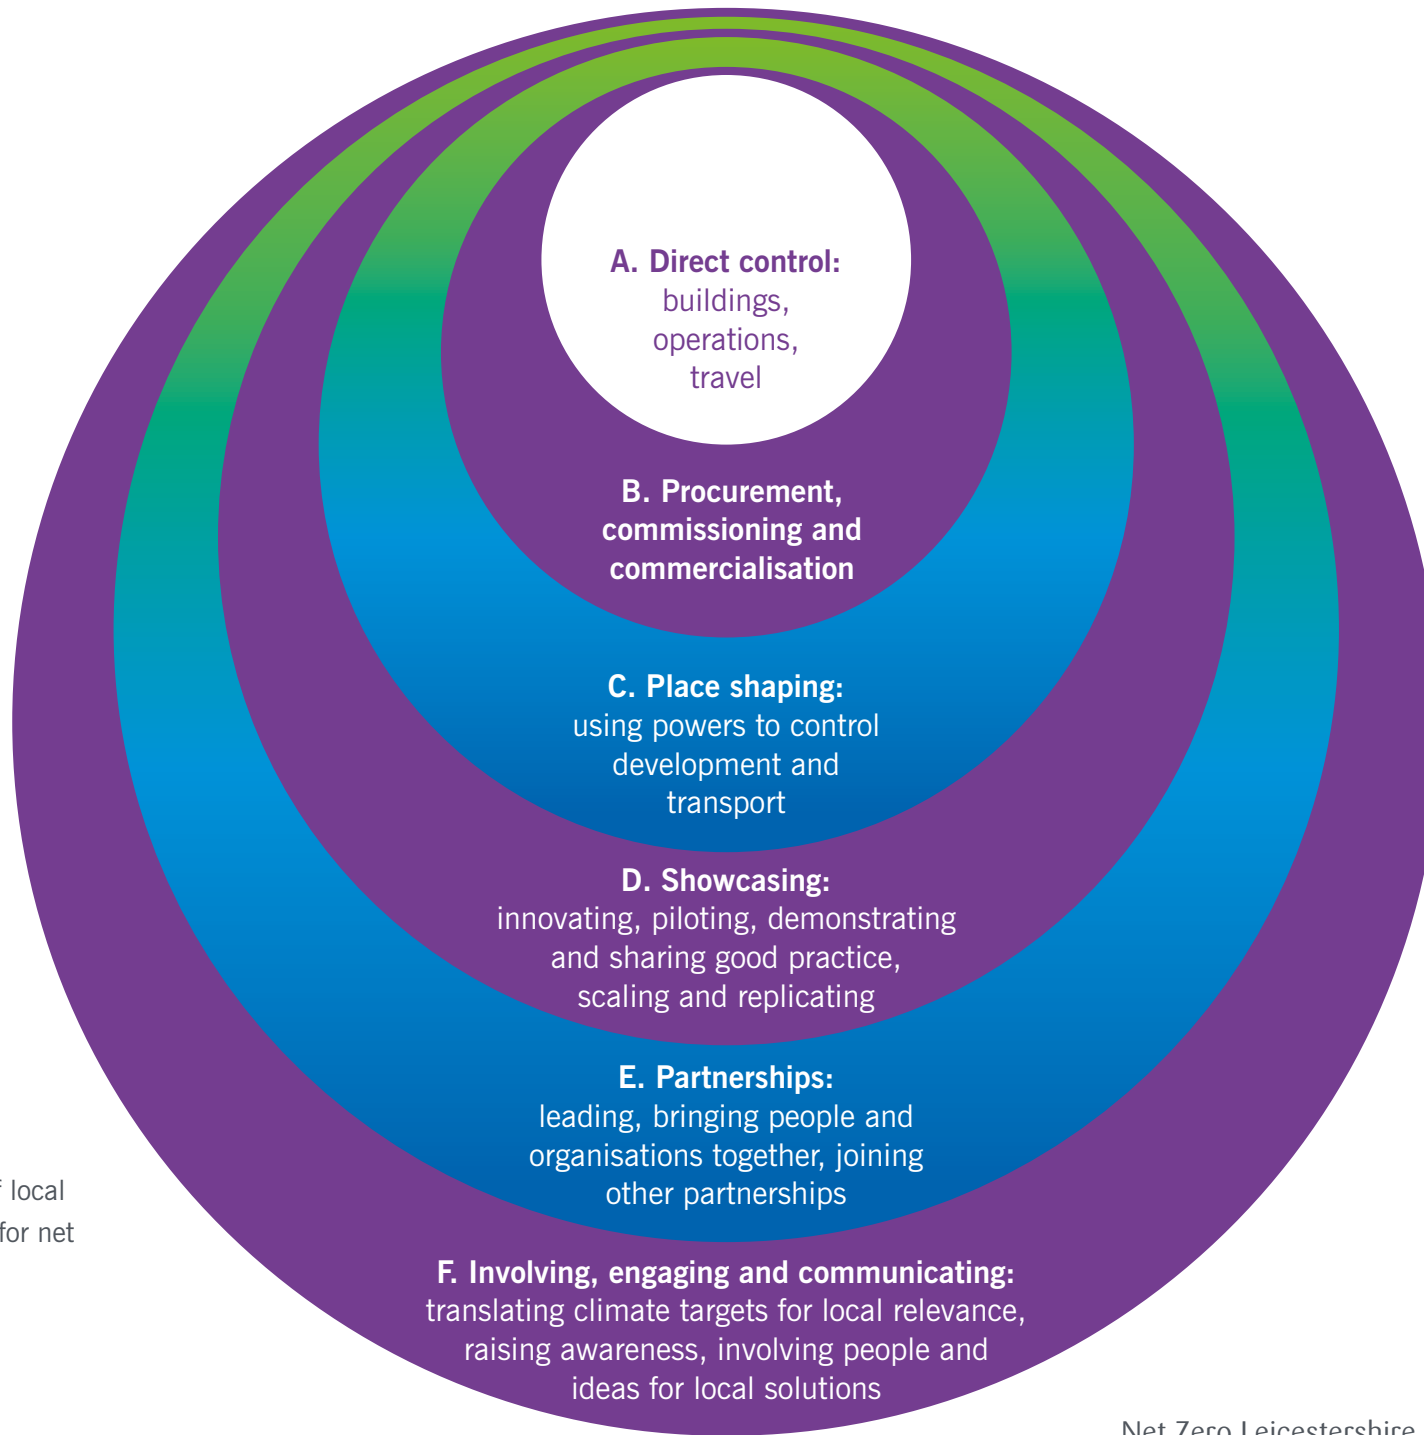 A. Direct control:
buildings,
operations,
travel
B. Procurement,
commissioning and
commercialisation
C. Place shaping:
using powers to control
development and
transport
D. Showcasing:
innovating, piloting, demonstrating
and sharing good practice,
scaling and replicating
E. Partnerships:
leading, bringing people and
organisations together, joining
other partnerships
local
for net
F. Involving, engaging and communicating:
translating climate targets for local relevance,
raising awareness, involving people and
ideas for local solutions
Net Zero Leicestershire